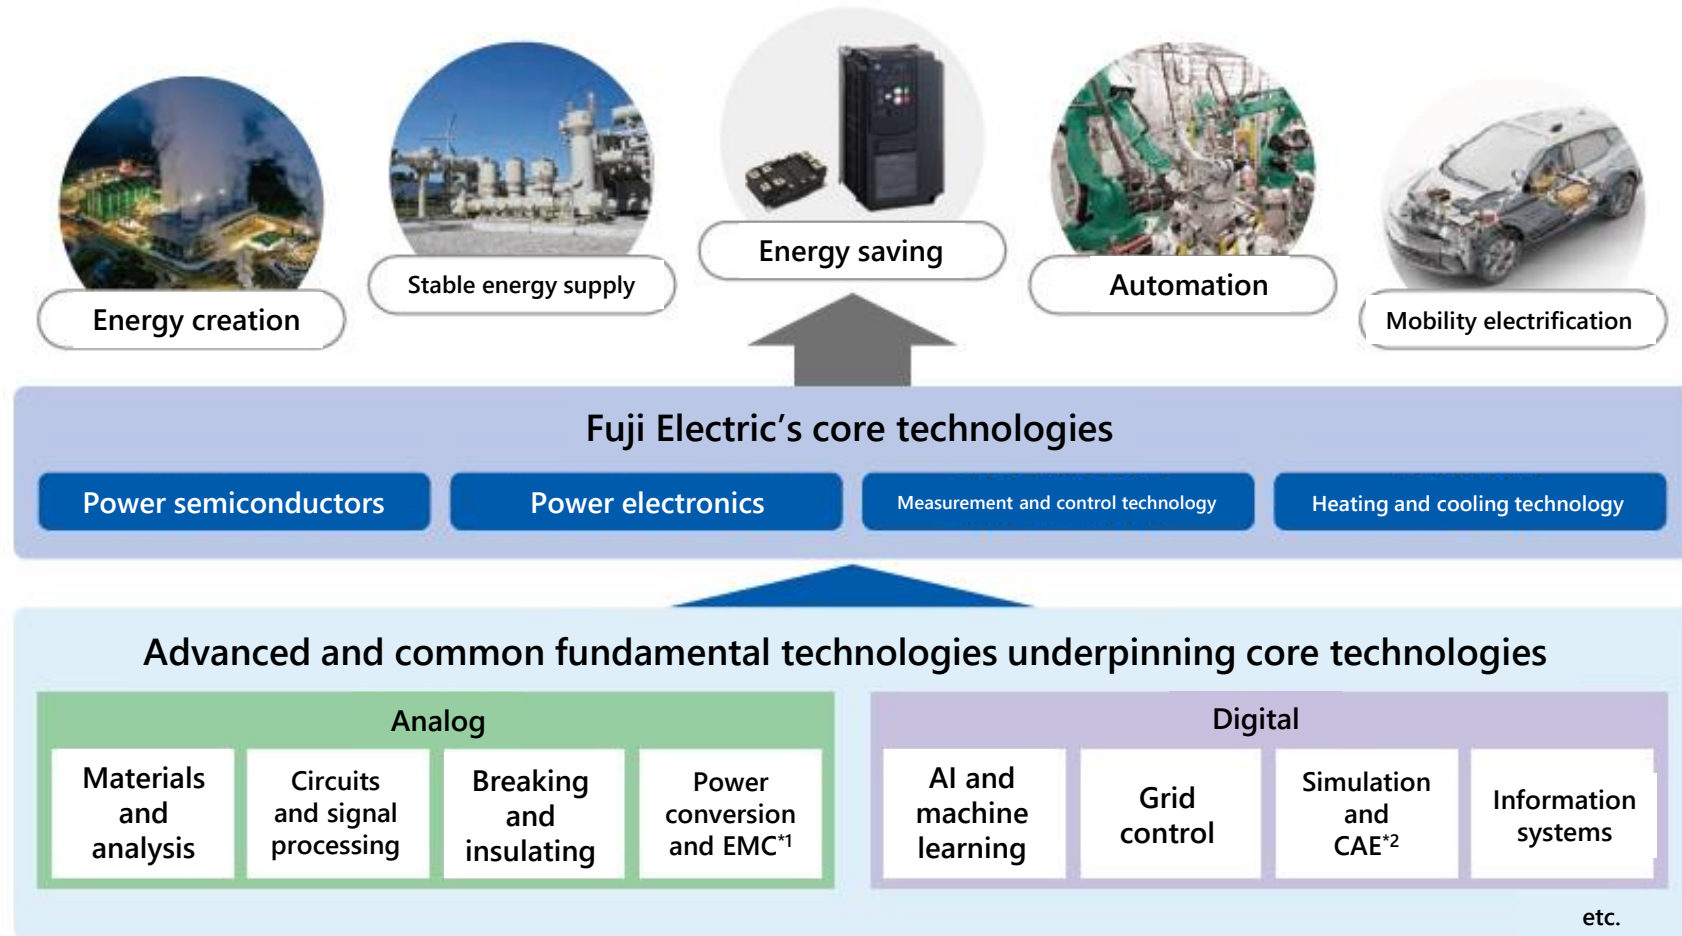 Energy creation
Stable energy supply
Energy saving
Automation
Mobility electrification
Fuji Electric’s core technologies
Power semiconductors
Power electronics
Measurement and control technology
Heating and cooling technology
Advanced and common fundamental technologies underpinning core technologies
Analog
Materials
and
analysis
Circuits
and signal
processing
Breaking
and
insulating
Power
conversion
and EMC*1
Digital
AI and
machine
learning
Grid
control
Simulation
and
CAE*2
Information
systems
etc.